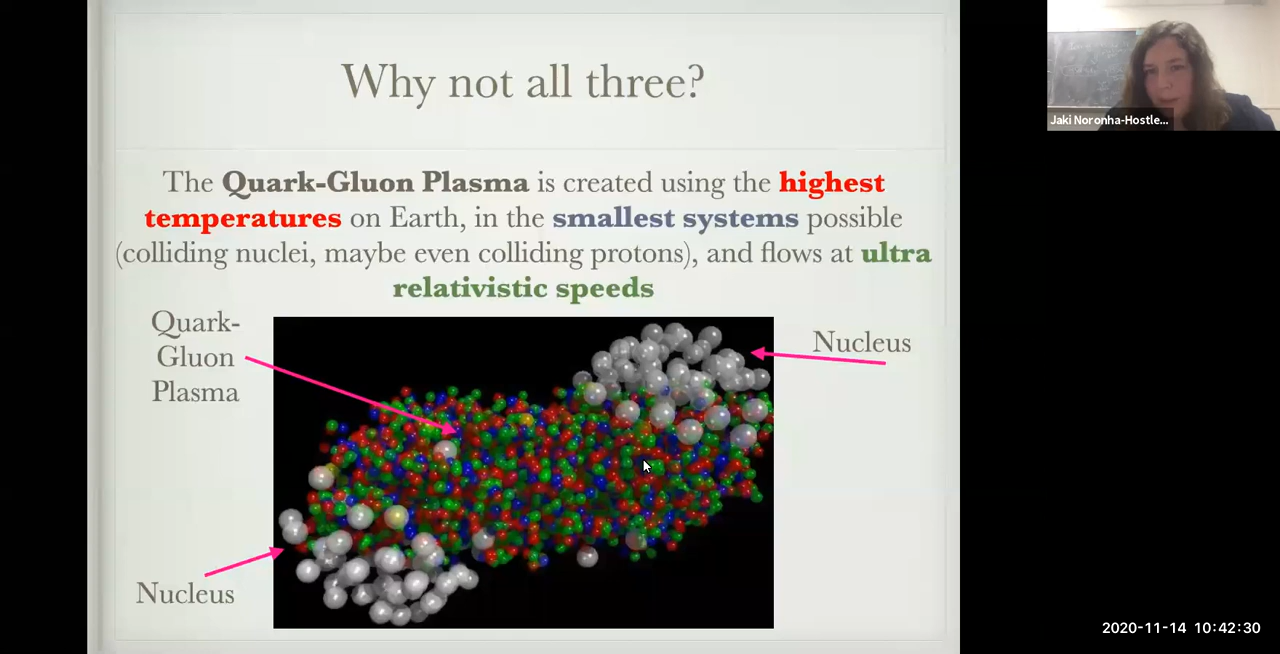 Why not all three?
The Quark-Gluon Plasma is created using the highest
temperatures on Earth, in the smallest systems possible
(colliding nuclei, maybe even colliding protons), and flows at ultra
relativistic speeds
Quark-
Gluon
Plasma
Nucleus
Nucleus
Jaki Noronha-Hostle...
2020-11-14 10:42:30